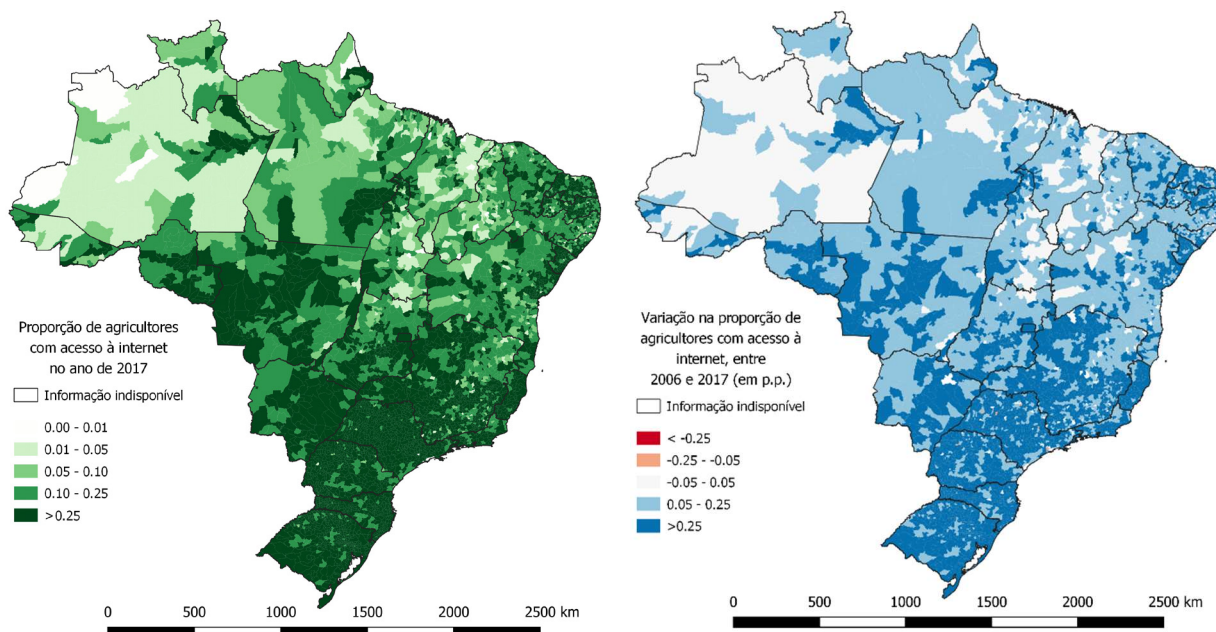 Proporção de agricultores
com acesso à internet
no ano de 2017
Informação indisponível
0.00 - 0.01
0.01 - 0.05
0.05 - 0.10
0.10 - 0.25
>0.25
0 500 1000 1500 2000 2500 km
Variação na proporção de
agricultores com acesso à
internet, entre
2006 e 2017 (em p.p.)
Informação indisponível
< -0.25
-0.25 - -0.05
-0.05 - 0.05
0.05 - 0.25
>0.25
0 500 1000 1500 2000 2500 km